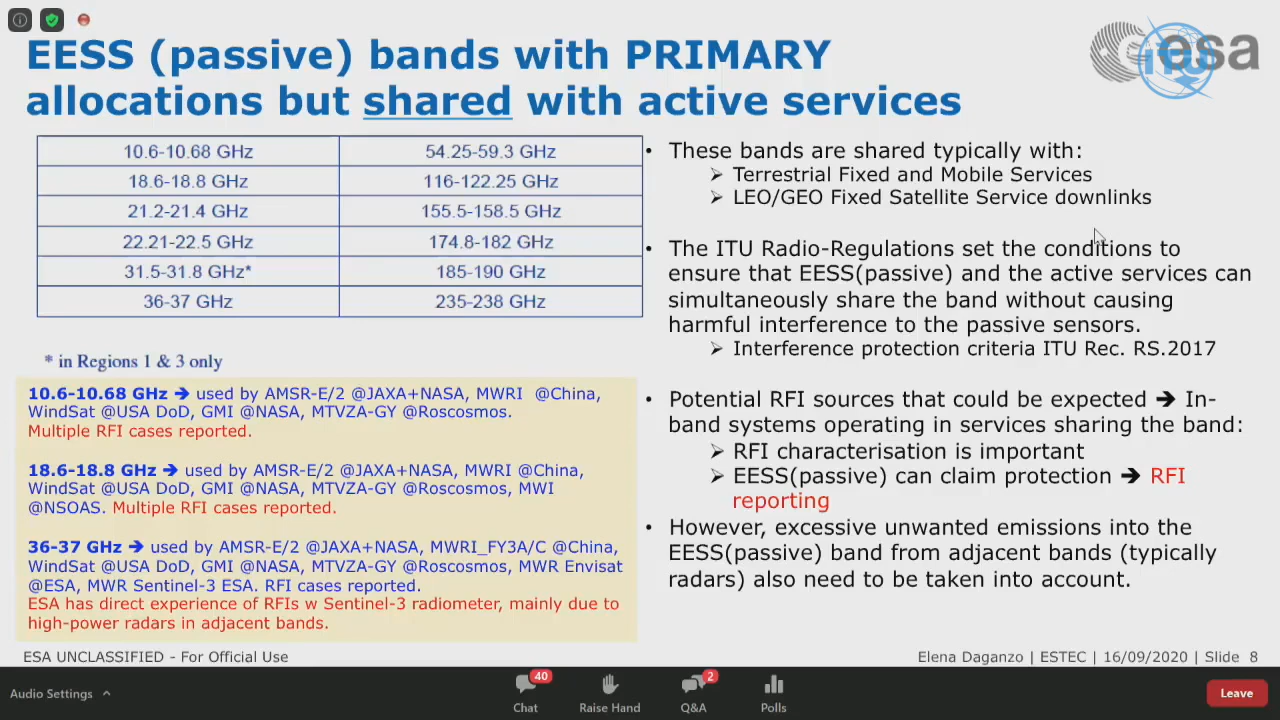 EESS (passive) bands with PRIMARY
allocations but shared with active services
esa
ITU
10.6-10.68 GHz 54.25-59.3 GHz
18.6-18.8 GHz 116-122.25 GHz
21.2-21.4 GHz 155.5-158.5 GHz
22.21-22.5 GHz 174.8-182 GHz
31.5-31.8 GHz* 185-190 GHz
36-37 GHz 235-238 GHz
* in Regions 1 & 3 only
10.6-10.68 GHz ➔ used by AMSR-E/2 @JAXA+NASA, MWRI @China,
WindSat @USA DoD, GMI @NASA, MTVZA-GY @Roscosmos.
Multiple RFI cases reported.
18.6-18.8 GHz ➔ used by AMSR-E/2 @JAXA+NASA, MWRI @China,
WindSat @USA DoD, GMI @NASA, MTVZA-GY @Roscosmos, MWI
@NSOAS. Multiple RFI cases reported.
36-37 GHz ➔ used by AMSR-E/2 @JAXA+NASA, MWRI_FY3A/C @China,
WindSat @USA DoD, GMI @NASA, MTVZA-GY @Roscosmos, MWR Envisat
@ESA, MWR Sentinel-3 ESA. RFI cases reported.
ESA has direct experience of RFIs w Sentinel-3 radiometer, mainly due to
high-power radars in adjacent bands.
• These bands are shared typically with:
➢ Terrestrial Fixed and Mobile Services
➢ LEO/GEO Fixed Satellite Service downlinks
• The ITU Radio-Regulations set the conditions to
ensure that EESS(passive) and the active services can
simultaneously share the band without causing
harmful interference to the passive sensors.
➢ Interference protection criteria ITU Rec. RS.2017
• Potential RFI sources that could be expected ➔ In-
band systems operating in services sharing the band:
➢ RFI characterisation is important
➢ EESS(passive) can claim protection ➔ RFI
reporting
• However, excessive unwanted emissions into the
EESS(passive) band from adjacent bands (typically
radars) also need to be taken into account.
ESA UNCLASSIFIED - For Official Use
Elena Daganzo | ESTEC | 16/09/2020 | Slide 8
Audio Settings
40
Chat
Raise Hand
2
Q&A
Polls
Leave